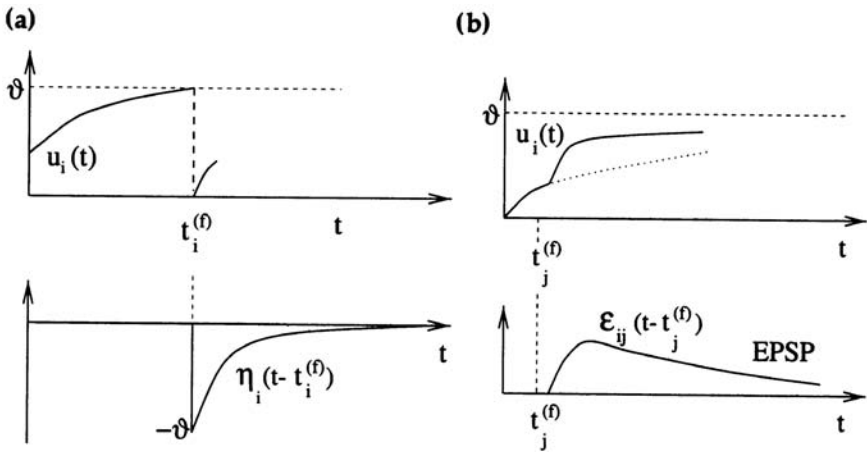 (a)
ϑ
u_i(t)
t_i^(f)
t
t
η_i(t- t_i^(f))
−ϑ
(b)
ϑ
u_i(t)
t_j^(f)
t
ε_ij(t- t_j^(f))
EPSP
t_j^(f)
t